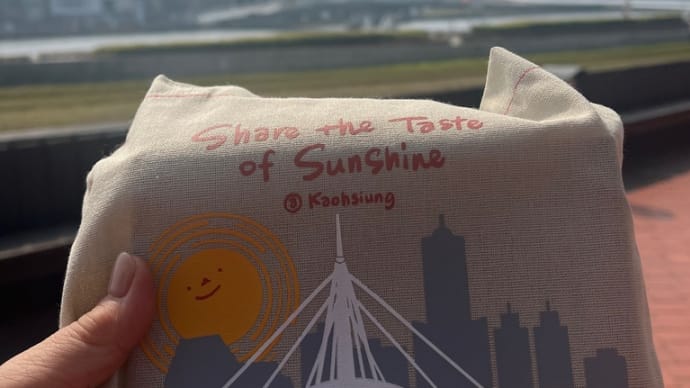 Share the Taste
of Sunshine
@ Kaohsiung